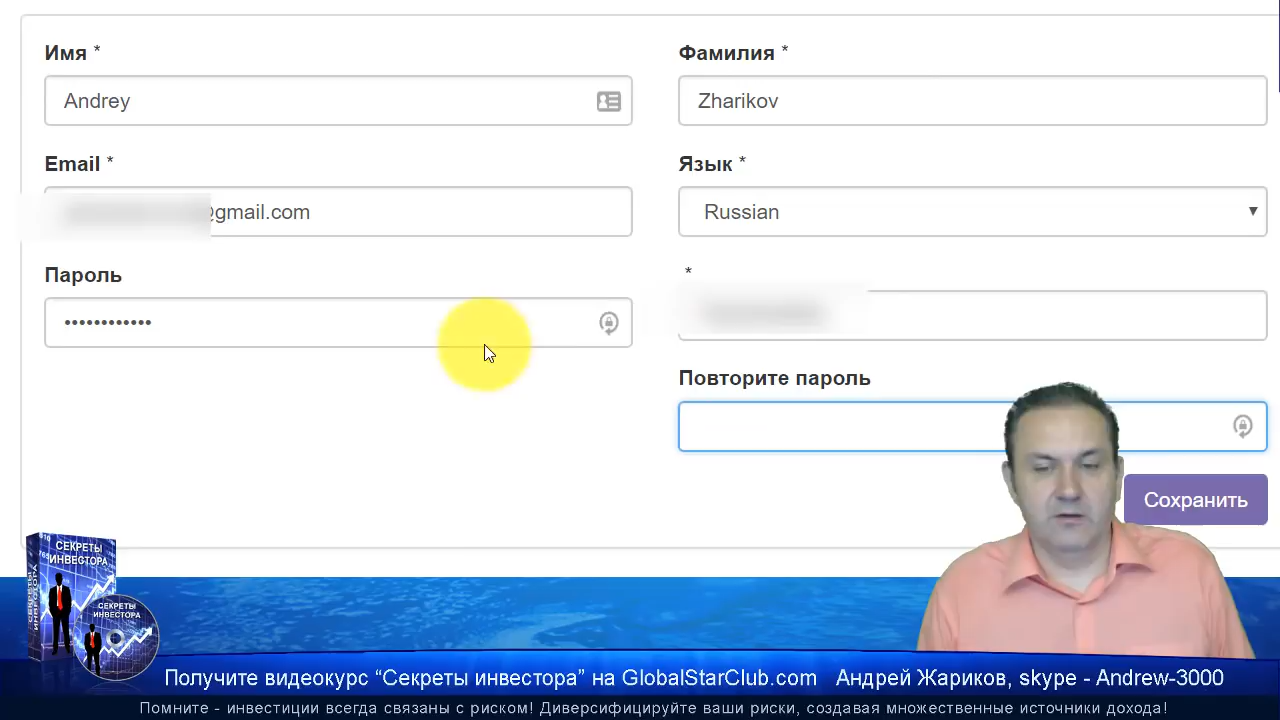 Имя *
Фамилия *
Andrey
Zharikov
Email *
Язык *
@gmail.com
Russian
Пароль
*
••••••••••••
Повторите пароль
Сохранить
СЕКРЕТЫ
ИНВЕСТОРА
СЕКРЕТЫ
ИНВЕСТОРА
Получите видеокурс “Секреты инвестора” на GlobalStarClub.com Андрей Жариков, skype - Andrew-3000
Помните - инвестиции всегда связаны с риском! Диверсифицируйте ваши риски, создавая множественные источники дохода!